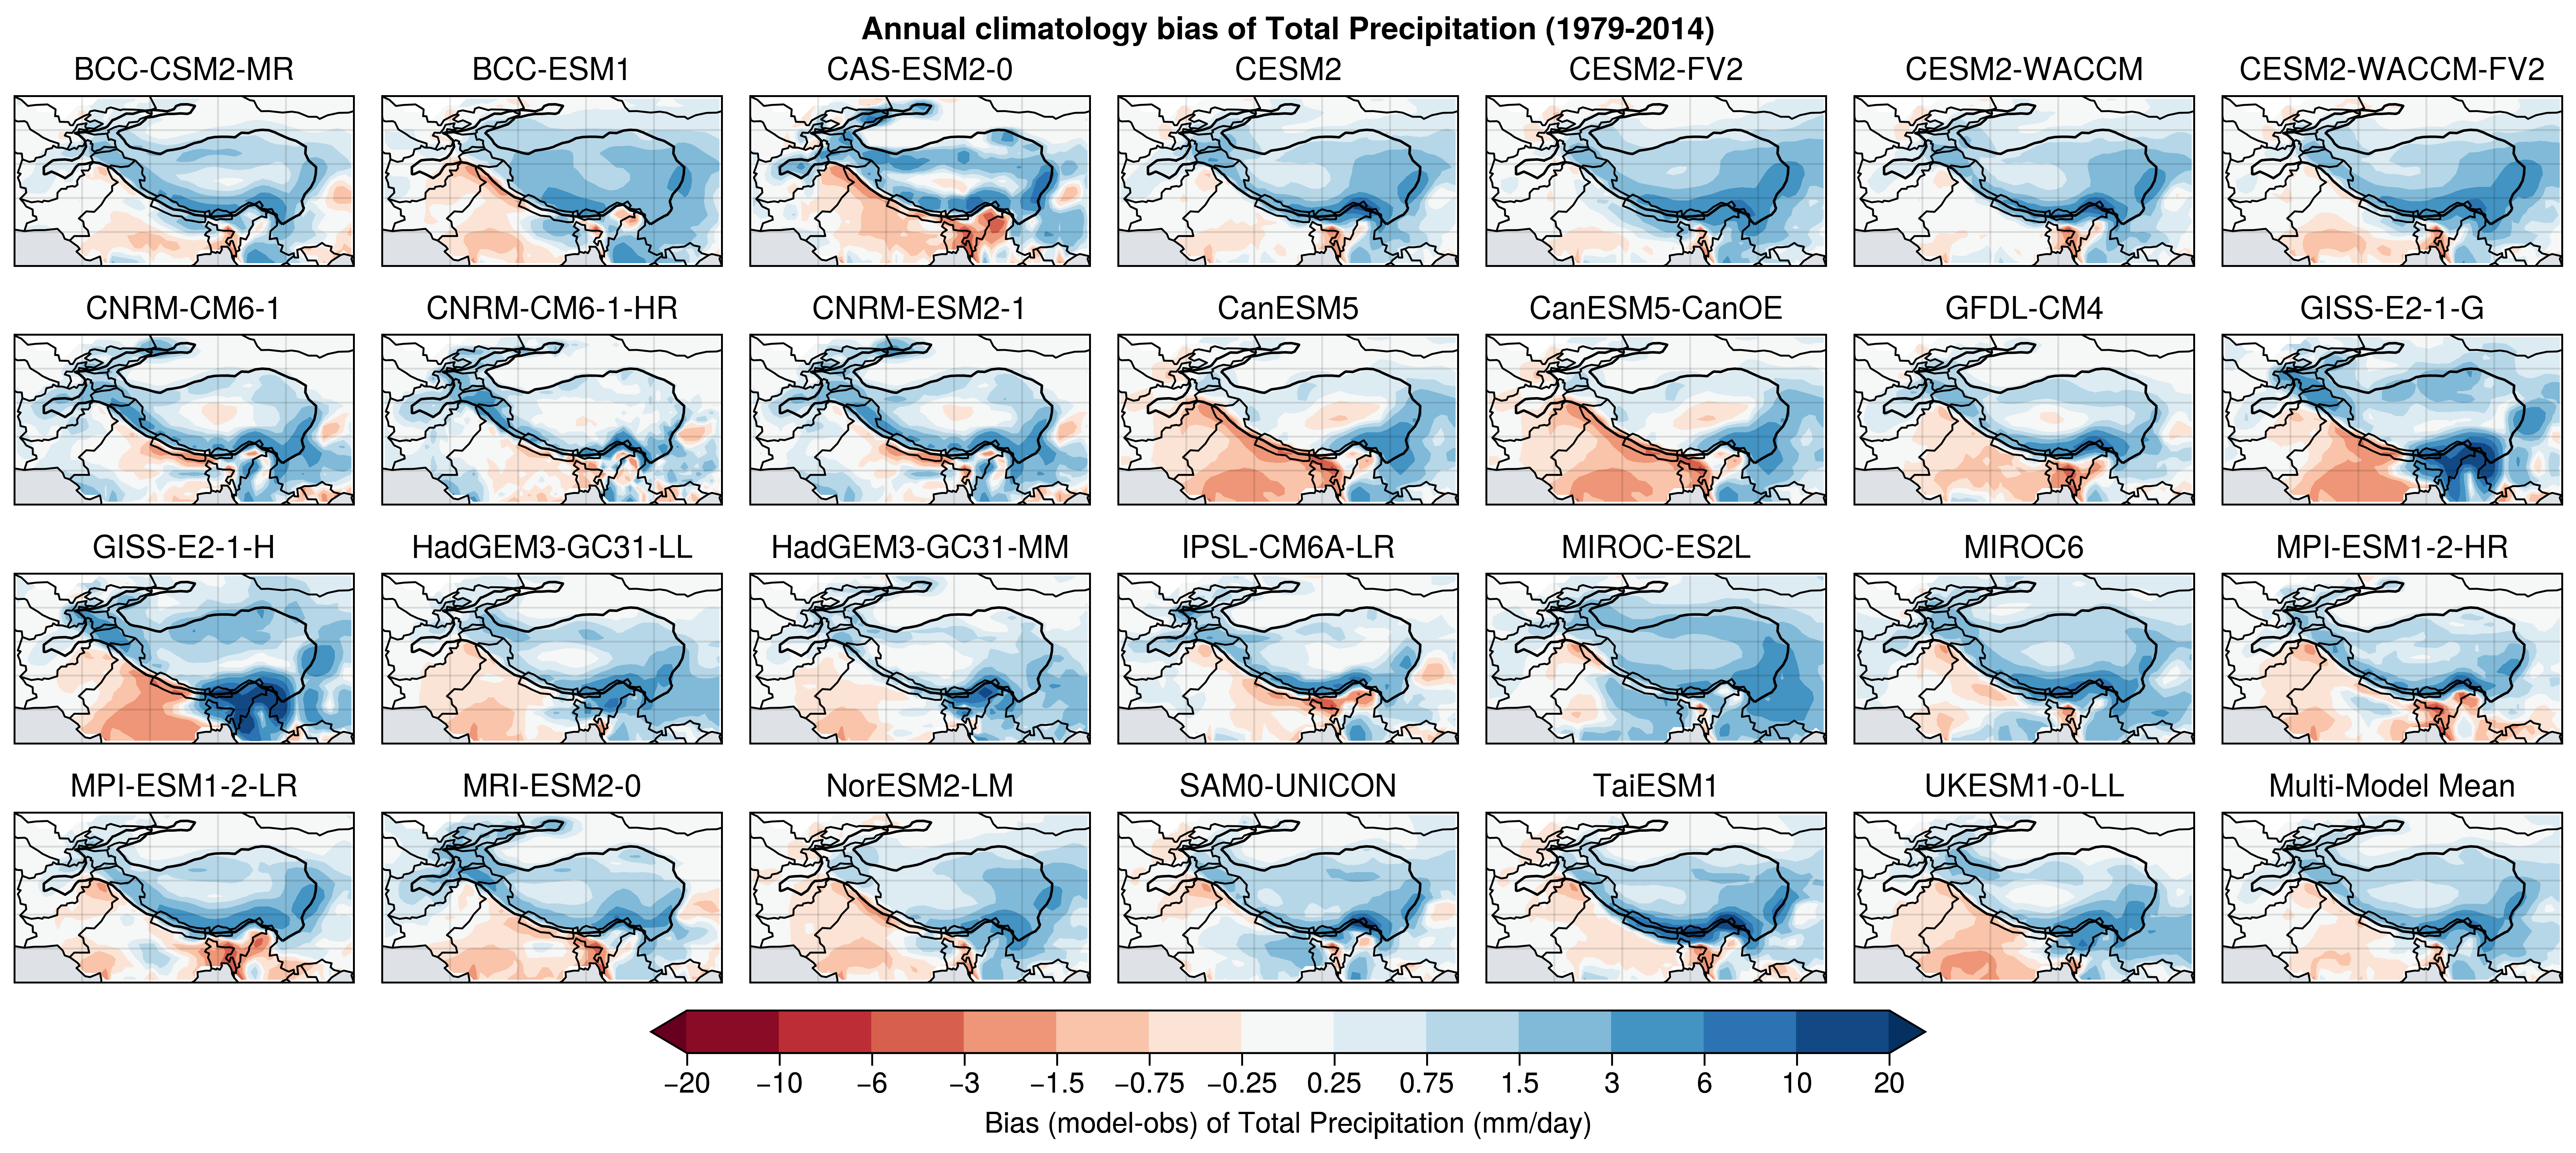 Annual climatology bias of Total Precipitation (1979-2014)
BCC-CSM2-MR BCC-ESM1 CAS-ESM2-0 CESM2 CESM2-FV2 CESM2-WACCM CESM2-WACCM-FV2
CNRM-CM6-1 CNRM-CM6-1-HR CNRM-ESM2-1 CanESM5 CanESM5-CanOE GFDL-CM4 GISS-E2-1-G
GISS-E2-1-H HadGEM3-GC31-LL HadGEM3-GC31-MM IPSL-CM6A-LR MIROC-ES2L MIROC6 MPI-ESM1-2-HR
MPI-ESM1-2-LR MRI-ESM2-0 NorESM2-LM SAM0-UNICON TaiESM1 UKESM1-0-LL Multi-Model Mean
−20 −10 −6 −3 −1.5 −0.75 −0.25 0.25 0.75 1.5 3 6 10 20
Bias (model-obs) of Total Precipitation (mm/day)